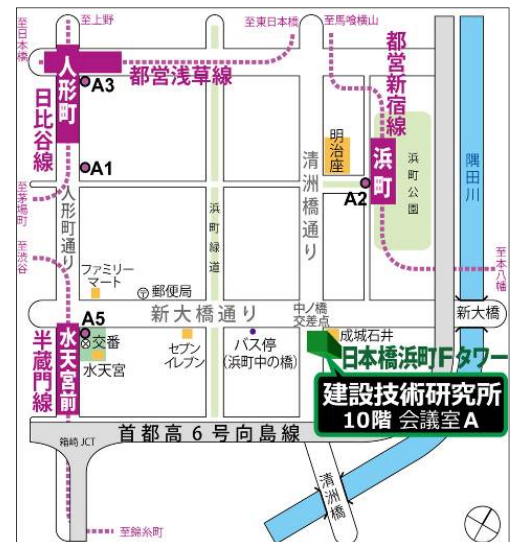 至上野
至日本橋
至東日本橋
至馬喰横山
人形町
都営浅草線
都営新宿線
A3
日比谷線
明治座
浜町
浜町公園
隅田川
清洲橋通り
A1
A2
至茅場町
人形町通り
浜町緑道
至渋谷
至本八幡
ファミリー
マート
〒郵便局
新大橋通り
中ノ橋
交差点
新大橋
A5
水天宮前
半蔵門線
交番
水天宮
セブン
イレブン
バス停
(浜町中の橋)
成城石井
日本橋浜町Fタワー
建設技術研究所
10階 会議室A
首都高6号向島線
箱崎JCT
清洲橋
至錦糸町